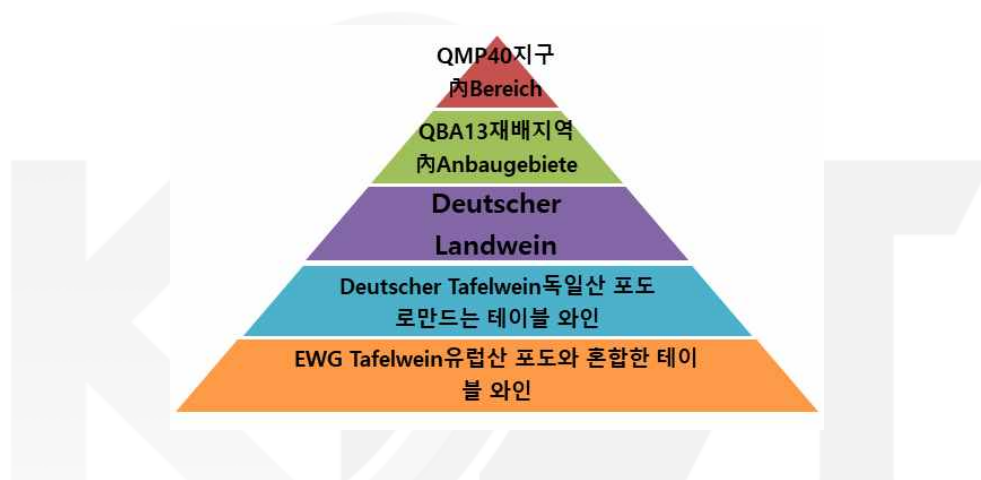 QMP40지구
內Bereich
QBA13재배지역
內Anbaugebiete
Deutscher
Landwein
Deutscher Tafelwein독일산 포도
로만드는 테이블 와인
EWG Tafelwein유럽산 포도와 혼합한 테이
블 와인